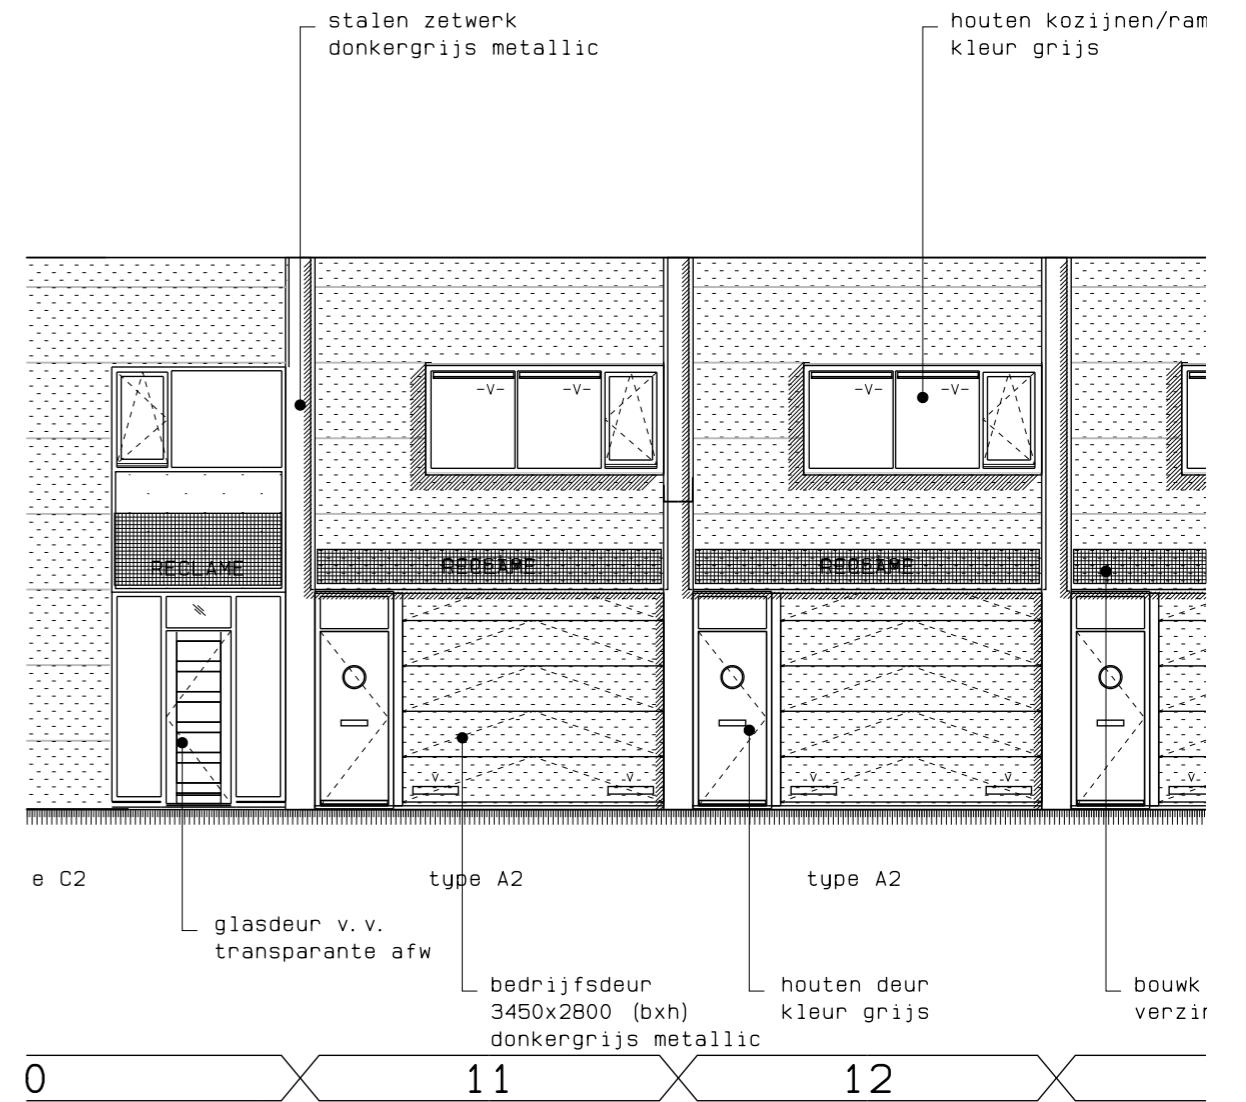 stalen zetwerk
donkergrijs metallic
houten kozijnen/ram
kleur grijs
-V- -V- -V- -V-
RECLAME RECLAME RECLAME
V V V V V
e C2 type A2 type A2
glasdeur v.v.
transparante afw
bedrijfsdeur
3450x2800 (bxh)
donkergrijs metallic
houten deur
kleur grijs
bouwk
verzin
0 11 12